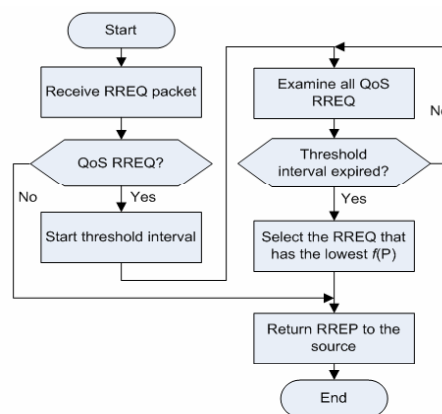 Start
Receive RREQ packet
QoS RREQ?
No
Yes
Start threshold interval
Examine all QoS
RREQ
Threshold
interval expired?
No
Yes
Select the RREQ that
has the lowest f(P)
Return RREP to the
source
End